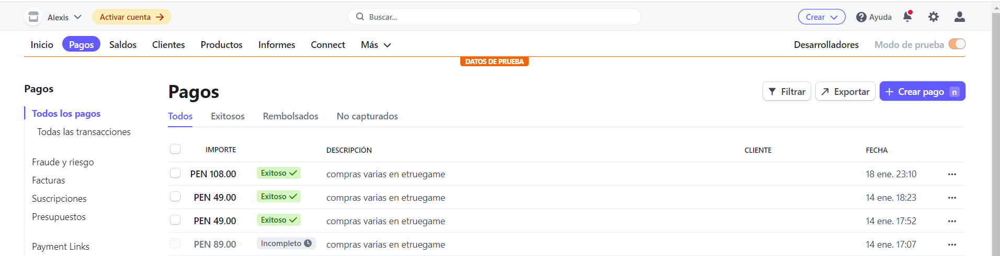 Alexis Activar cuenta → Buscar... Crear Ayuda
Inicio Pagos Saldos Clientes Productos Informes Connect Más Desarrolladores Modo de prueba
DATOS DE PRUEBA
Pagos
Todos los pagos
Todas las transacciones
Fraude y riesgo
Facturas
Suscripciones
Presupuestos
Payment Links
Pagos Filtrar Exportar + Crear pago n
Todos Exitosos Rembolsados No capturados
IMPORTE DESCRIPCIÓN CLIENTE FECHA
PEN 108.00 Exitoso ✓ compras varias en etruegame 18 ene. 23:10 ...
PEN 49.00 Exitoso ✓ compras varias en etruegame 14 ene. 18:23 ...
PEN 49.00 Exitoso ✓ compras varias en etruegame 14 ene. 17:52 ...
PEN 89.00 Incompleto compras varias en etruegame 14 ene. 17:07 ...